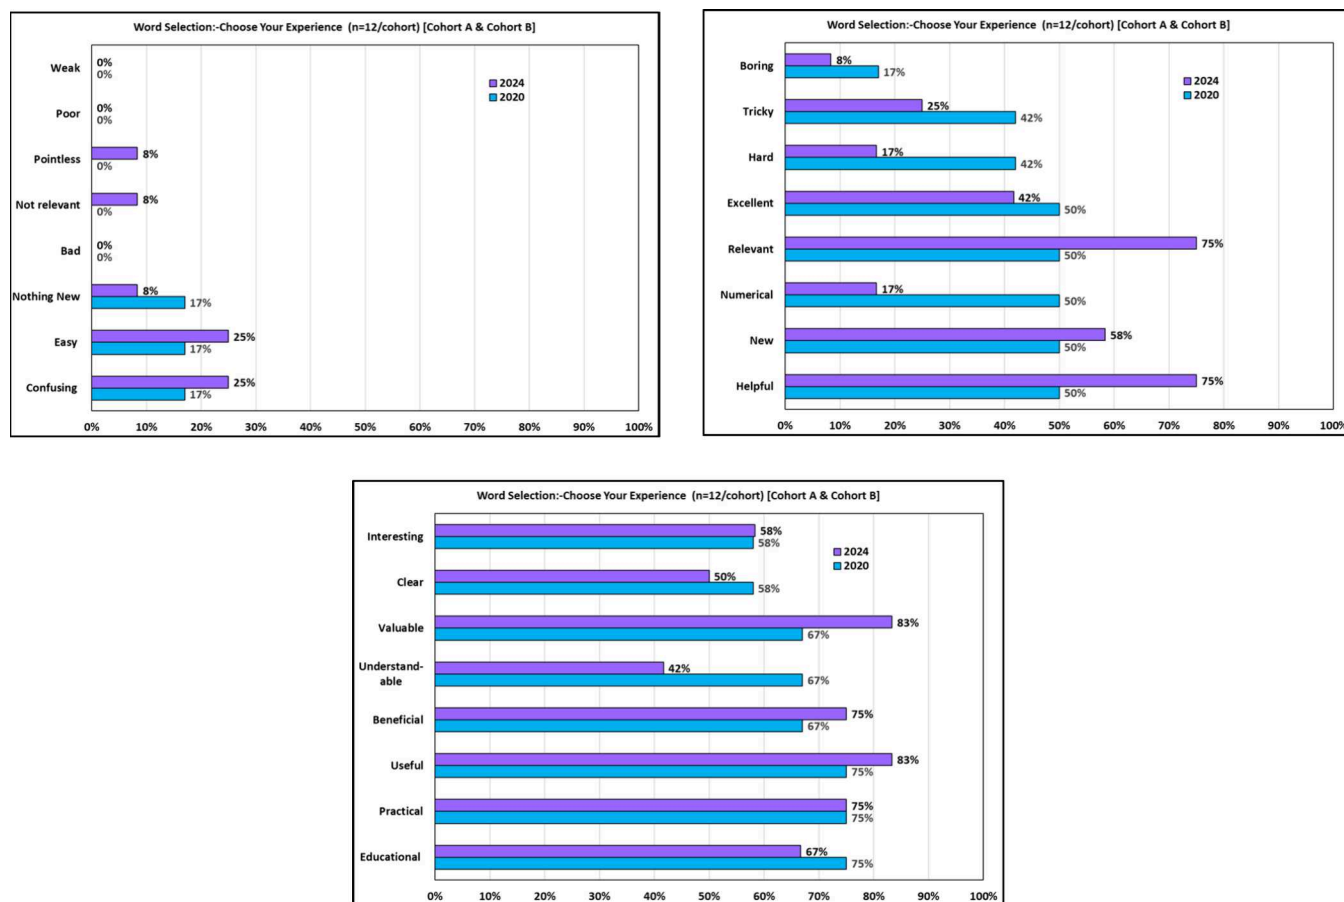 Word Selection:-Choose Your Experience (n=12/cohort) [Cohort A & Cohort B]
2024
2020
Weak
0%
0%
Poor
0%
0%
Pointless
8%
0%
Not relevant
8%
0%
Bad
0%
0%
Nothing New
8%
17%
Easy
25%
17%
Confusing
25%
17%
0% 10% 20% 30% 40% 50% 60% 70% 80% 90% 100%
Word Selection:-Choose Your Experience (n=12/cohort) [Cohort A & Cohort B]
2024
2020
Boring
8%
17%
Tricky
25%
42%
Hard
17%
42%
Excellent
42%
50%
Relevant
75%
50%
Numerical
17%
50%
New
58%
50%
Helpful
75%
50%
0% 10% 20% 30% 40% 50% 60% 70% 80% 90% 100%
Word Selection:-Choose Your Experience (n=12/cohort) [Cohort A & Cohort B]
2024
2020
Interesting
58%
58%
Clear
50%
58%
Valuable
83%
67%
Understand-
able
42%
67%
Beneficial
75%
67%
Useful
83%
75%
Practical
75%
75%
Educational
67%
75%
0% 10% 20% 30% 40% 50% 60% 70% 80% 90% 100%